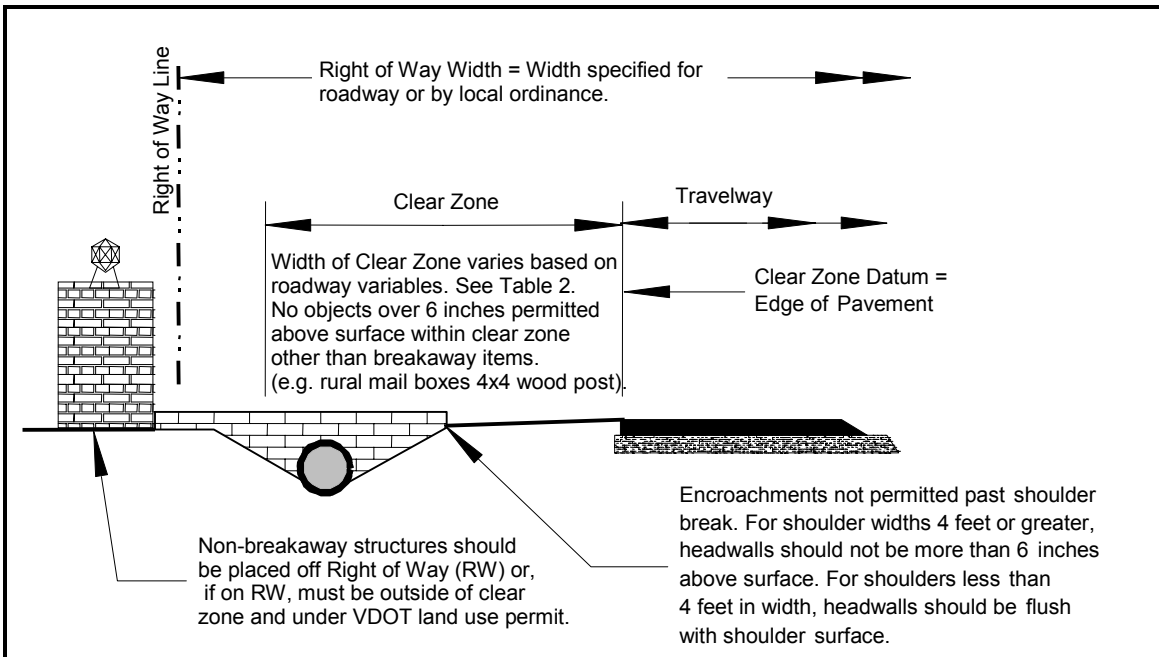 Right of Way Line
Right of Way Width = Width specified for
roadway or by local ordinance.
Clear Zone
Travelway
Width of Clear Zone varies based on
roadway variables. See Table 2.
No objects over 6 inches permitted
above surface within clear zone
other than breakaway items.
(e.g. rural mail boxes 4x4 wood post).
Clear Zone Datum =
Edge of Pavement
Non-breakaway structures should
be placed off Right of Way (RW) or,
if on RW, must be outside of clear
zone and under VDOT land use permit.
Encroachments not permitted past shoulder
break. For shoulder widths 4 feet or greater,
headwalls should not be more than 6 inches
above surface. For shoulders less than
4 feet in width, headwalls should be flush
with shoulder surface.